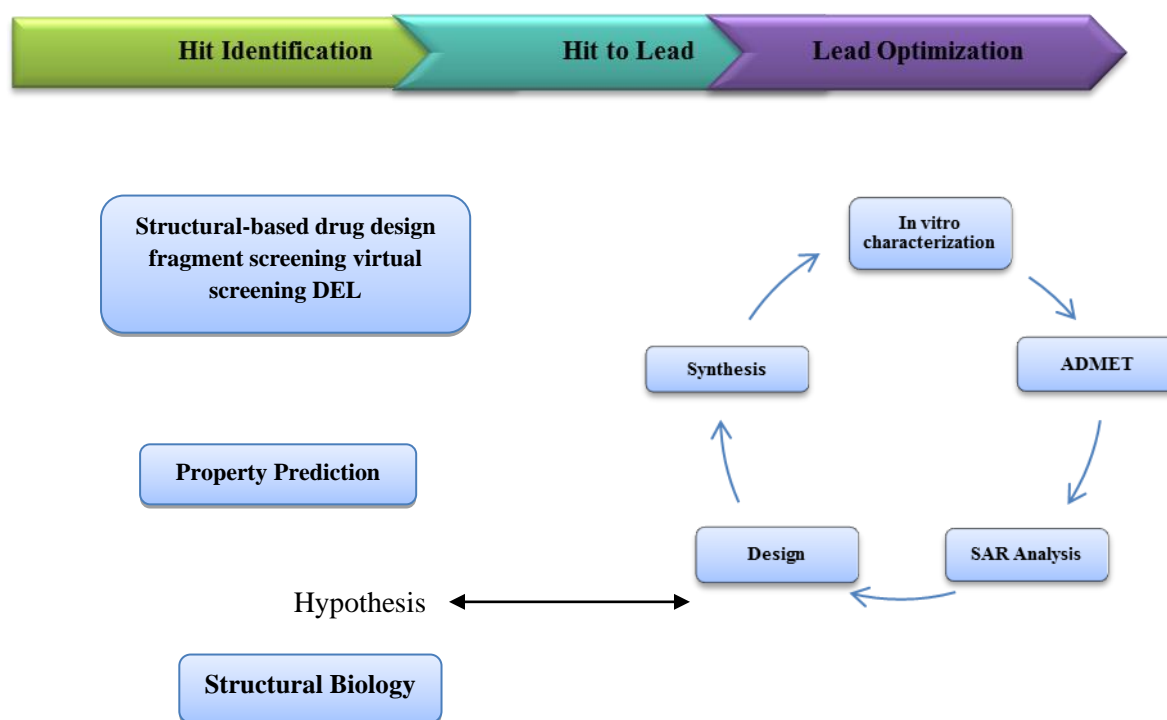 Hit Identification
Hit to Lead
Lead Optimization
Structural-based drug design
fragment screening virtual
screening DEL
In vitro
characterization
Synthesis
ADMET
Property Prediction
Design
SAR Analysis
Hypothesis
Structural Biology